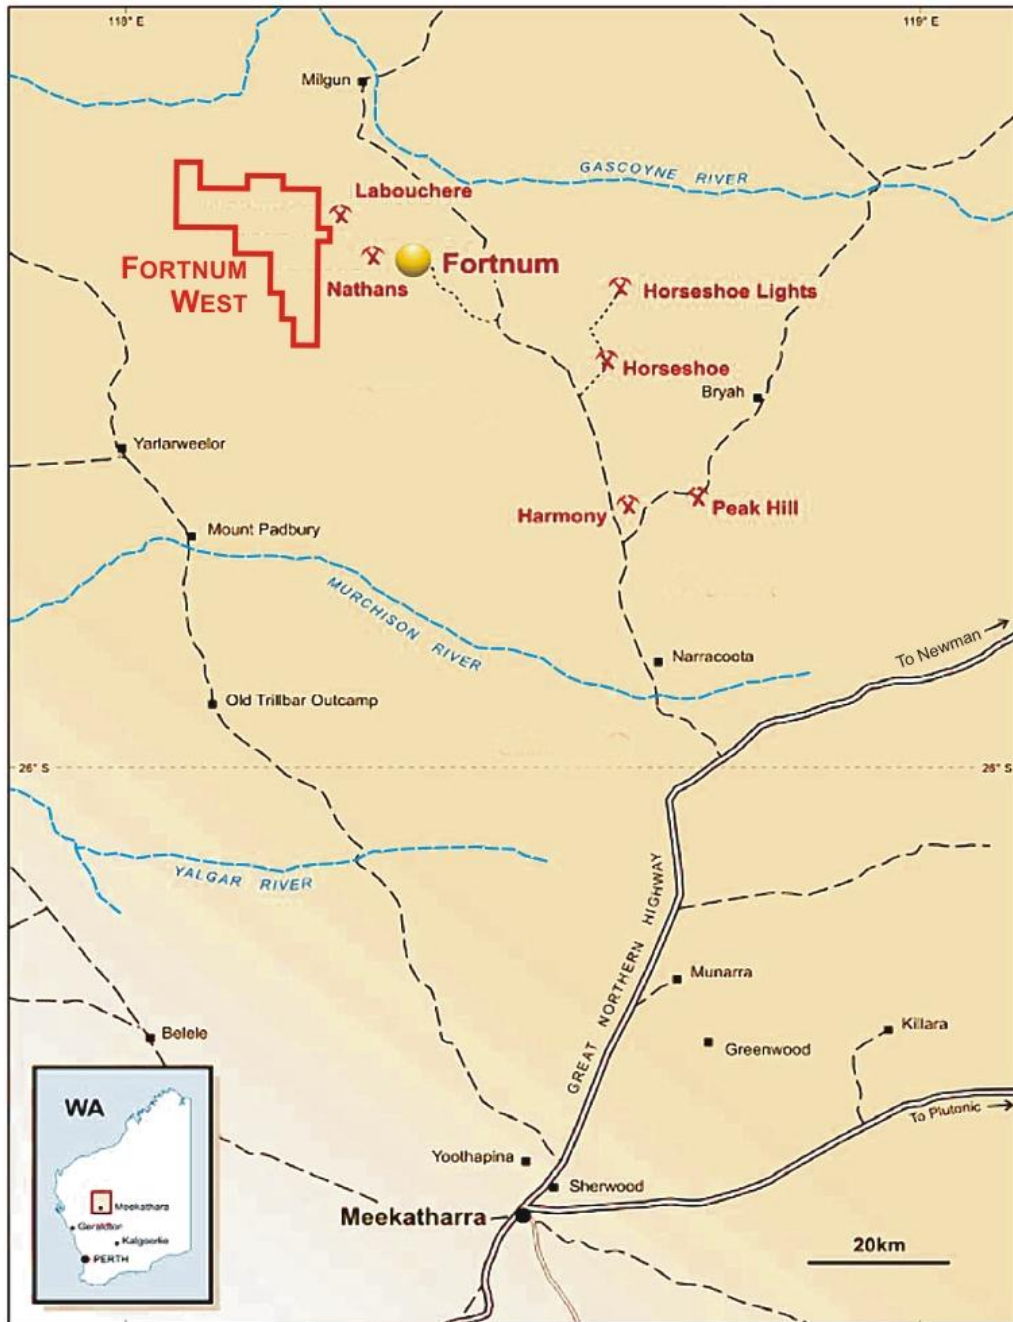 118° E
119° E
Milgun
GASCOYNE RIVER
Labouchere
FORTNUM
WEST
Nathans
Fortnum
Horseshoe Lights
Horseshoe
Bryah
Yarlarweelor
Harmony
Peak Hill
Mount Padbury
MURCHISON RIVER
Narracoota
To Newman
Old Trillbar Outcamp
26° S
26° S
YALGAR RIVER
GREAT NORTHERN HIGHWAY
Munarra
Belele
Greenwood
Killara
To Plutonic
Yoothapina
Sherwood
Meekatharra
20km
WA
Meekathara
Geraldton
Kalgoorlie
PERTH